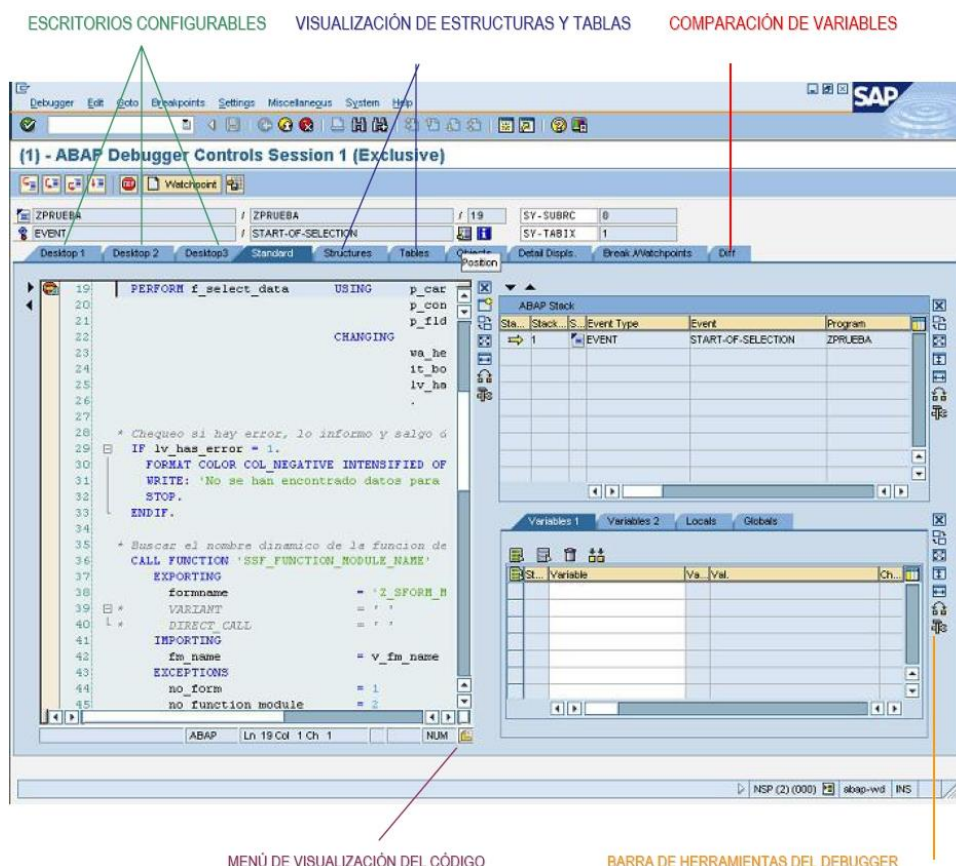 ESCRITORIOS CONFIGURABLES VISUALIZACIÓN DE ESTRUCTURAS Y TABLAS COMPARACIÓN DE VARIABLES
Debugger Edit Goto Breakpoints Settings Miscellaneous System Help
SAP
(1) - ABAP Debugger Controls Session 1 (Exclusive)
STOP Watchpoint
ZPRUEBA / ZPRUEBA / 19 SY-SUBRC 0
EVENT / START-OF-SELECTION SY-TABIX 1
Desktop 1 Desktop 2 Desktop3 Standard Structures Tables Objects Detail Displs. Break./Watchpoints Diff
Position
19 PERFORM f_select_data USING p_car
20 p_con
21 p_fld
22 CHANGING
23 wa_he
24 it_bo
25 lv_ha
26 .
27
28 * Chequeo si hay error, lo informo y salgo d
29 IF lv_has_error = 1.
30 FORMAT COLOR COL_NEGATIVE INTENSIFIED OF
31 WRITE: 'No se han encontrado datos para
32 STOP.
33 ENDIF.
34
35 * Buscar el nombre dinamico de la funcion de
36 CALL FUNCTION 'SSF_FUNCTION_MODULE_NAME'
37 EXPORTING
38 formname = 'Z_SFORM_M
39 * VARIANT = ' '
40 * DIRECT_CALL = ' '
41 IMPORTING
42 fm_name = v_fm_name
43 EXCEPTIONS
44 no_form = 1
45 no_function_module = 2
ABAP Ln 19 Col 1 Ch 1 NUM
ABAP Stack
Sta... Stack... S... Event Type Event Program
1 EVENT START-OF-SELECTION ZPRUEBA
Variables 1 Variables 2 Locals Globals
St... Variable Va... Val. Ch...
NSP (2) (000) abap-wd INS
MENÚ DE VISUALIZACIÓN DEL CÓDIGO BARRA DE HERRAMIENTAS DEL DEBUGGER